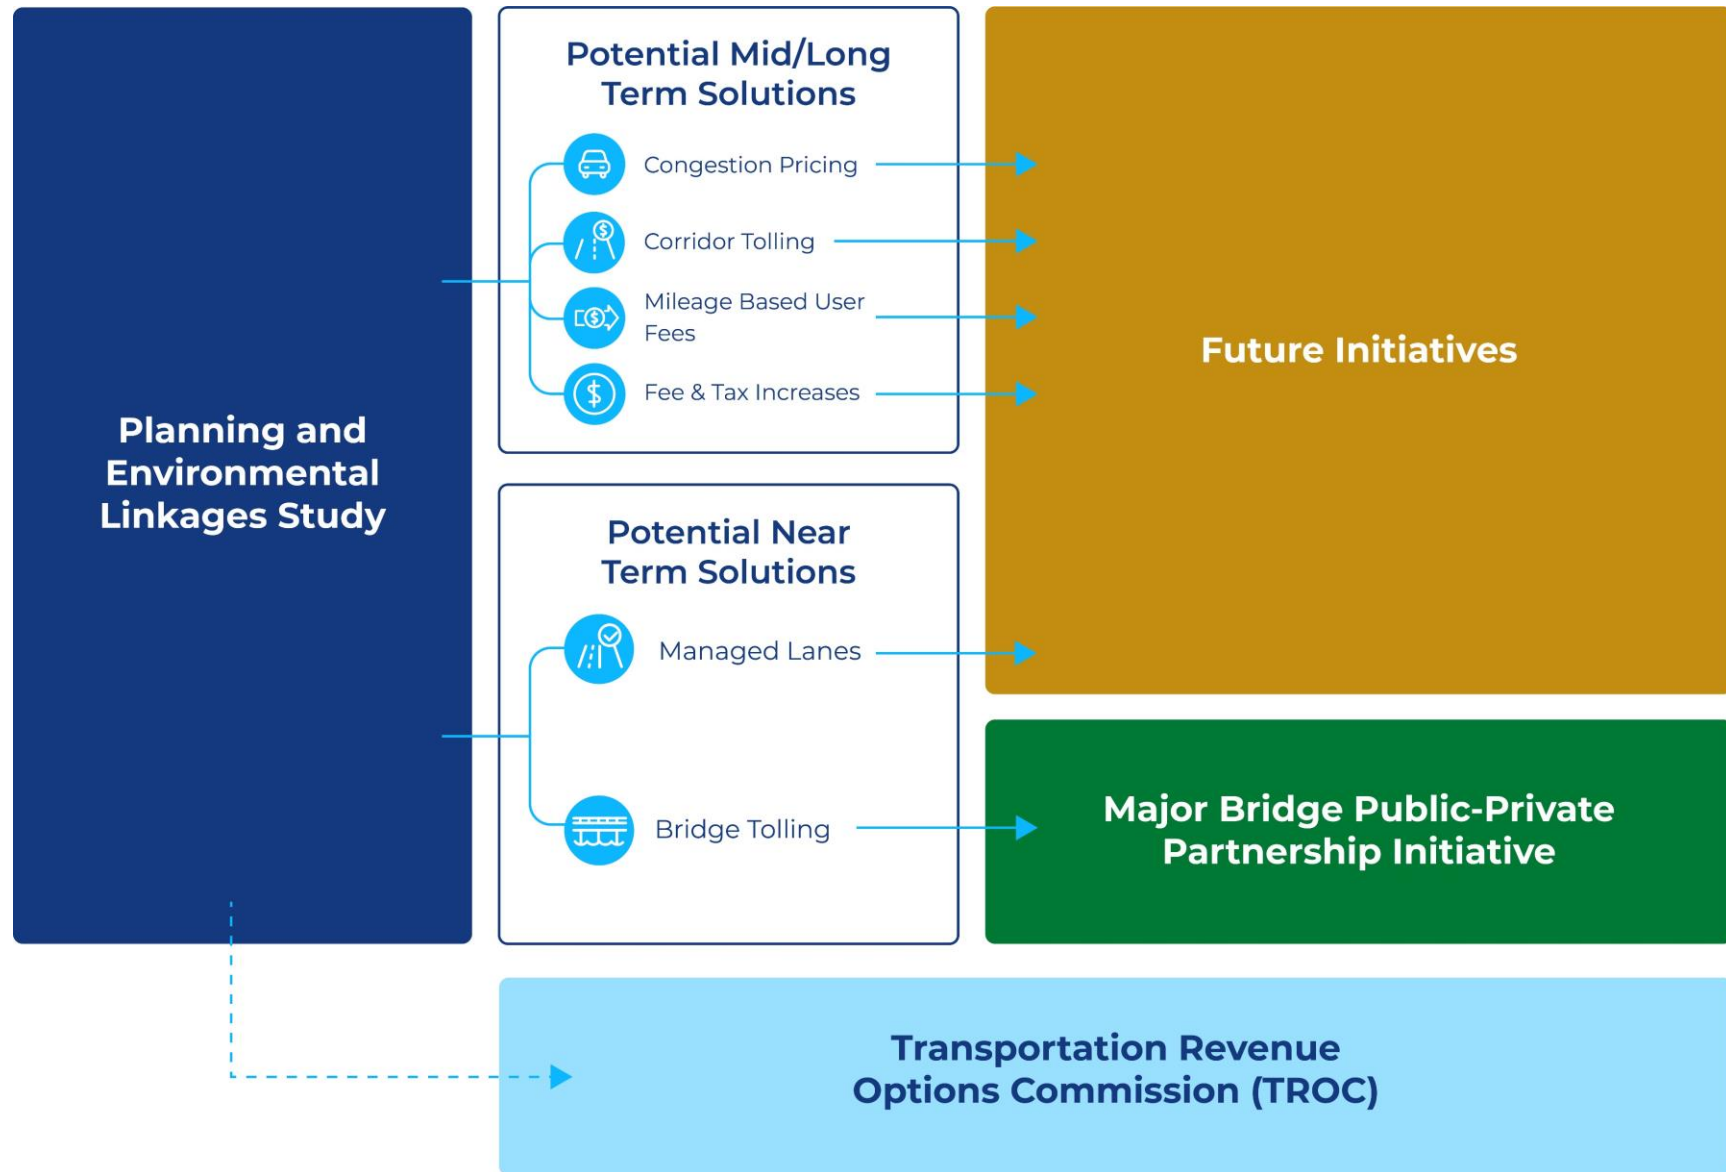 Planning and
Environmental
Linkages Study
Potential Mid/Long
Term Solutions
Congestion Pricing
Corridor Tolling
Mileage Based User
Fees
Fee & Tax Increases
Potential Near
Term Solutions
Managed Lanes
Bridge Tolling
Future Initiatives
Major Bridge Public-Private
Partnership Initiative
Transportation Revenue
Options Commission (TROC)